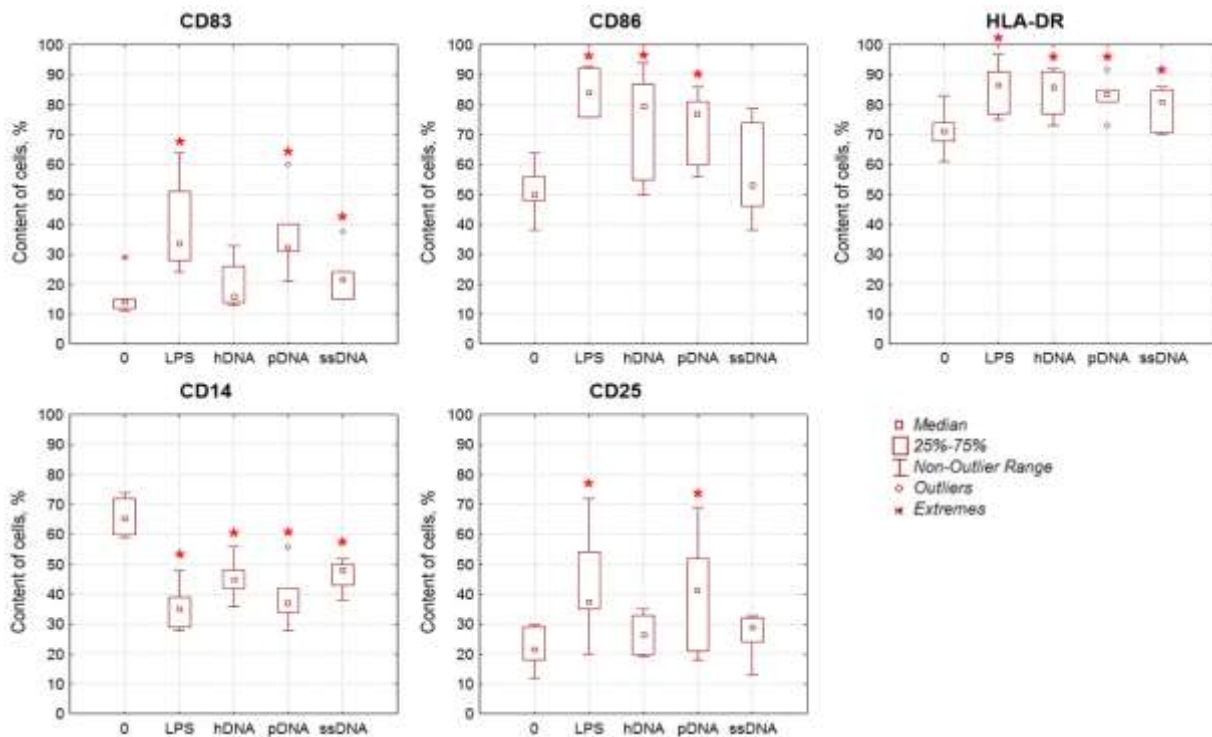 CD83
CD86
HLA-DR
Content of cells, %
100
90
80
70
60
50
40
30
20
10
0
0 LPS hDNA pDNA ssDNA
Content of cells, %
100
90
80
70
60
50
40
30
20
10
0
0 LPS hDNA pDNA ssDNA
Content of cells, %
100
90
80
70
60
50
40
30
20
10
0
0 LPS hDNA pDNA ssDNA
CD14
CD25
Content of cells, %
100
90
80
70
60
50
40
30
20
10
0
0 LPS hDNA pDNA ssDNA
Content of cells, %
100
90
80
70
60
50
40
30
20
10
0
0 LPS hDNA pDNA ssDNA
Median
25%-75%
Non-Outlier Range
Outliers
Extremes